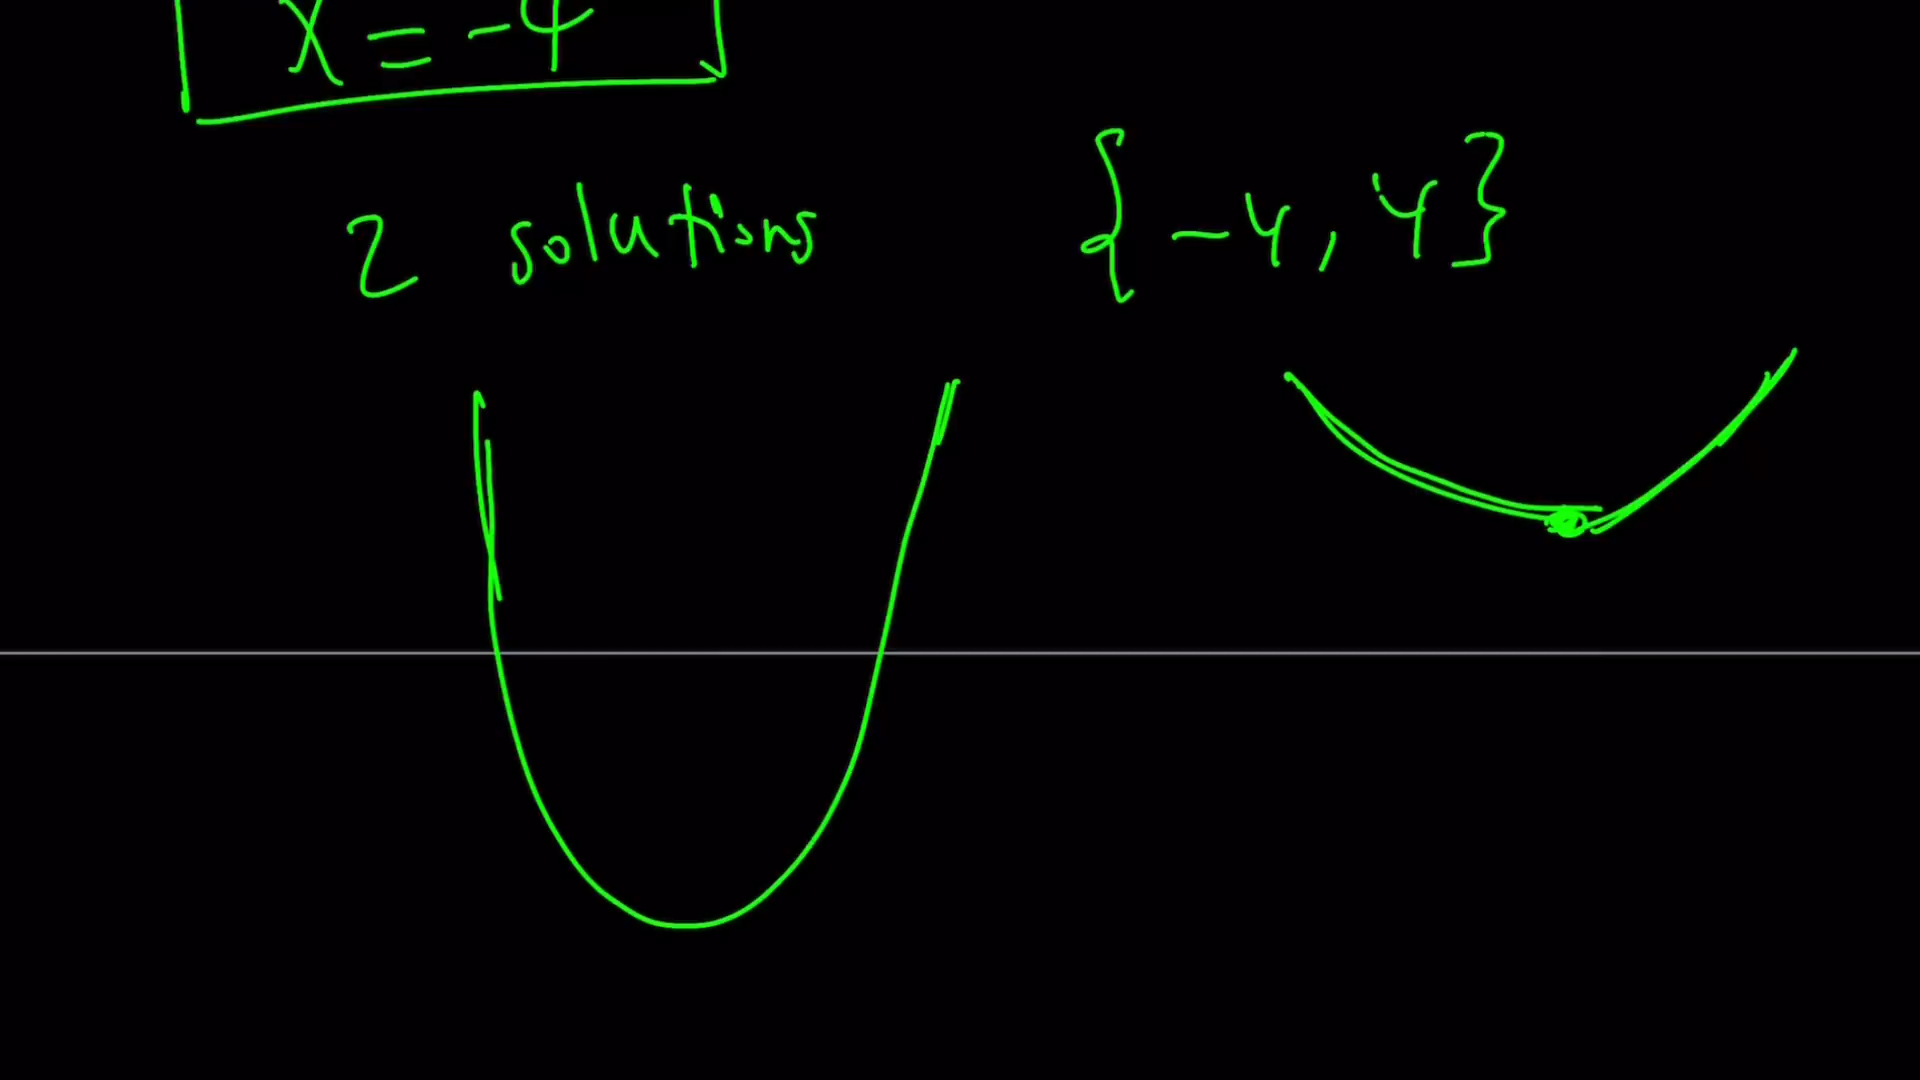 x = -4
2 solutions {-4, 4}